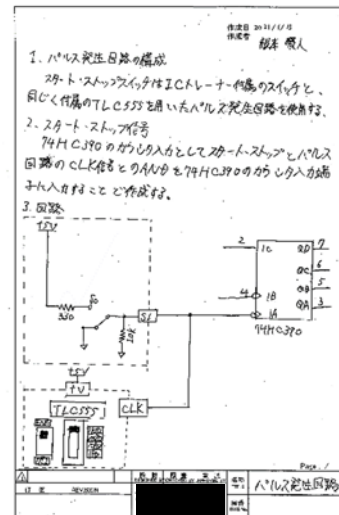 作成日 2021/1/15
作成者
1. パルス発生回路の構成
スタート・ストップスイッチはICトレーナー付属のスイッチと、
同じく付属のTLC555を用いたパルス発生回路を使用する。
2. スタート・ストップ信号
74HC390のカウンタ入力としてスタート・ストップとパルス
回路のCLK信号とのANDを74HC390のカウンタ入力端
子に入力することで作成する。
3. 回路
+5V
330
10k
S1
2
1C
QD
7
QC
6
4
1B
QB
5
1A
QA
3
74HC390
+5V
+V
TLC555
CLK
Page. 1
訂正
REVISION
パルス発生回路